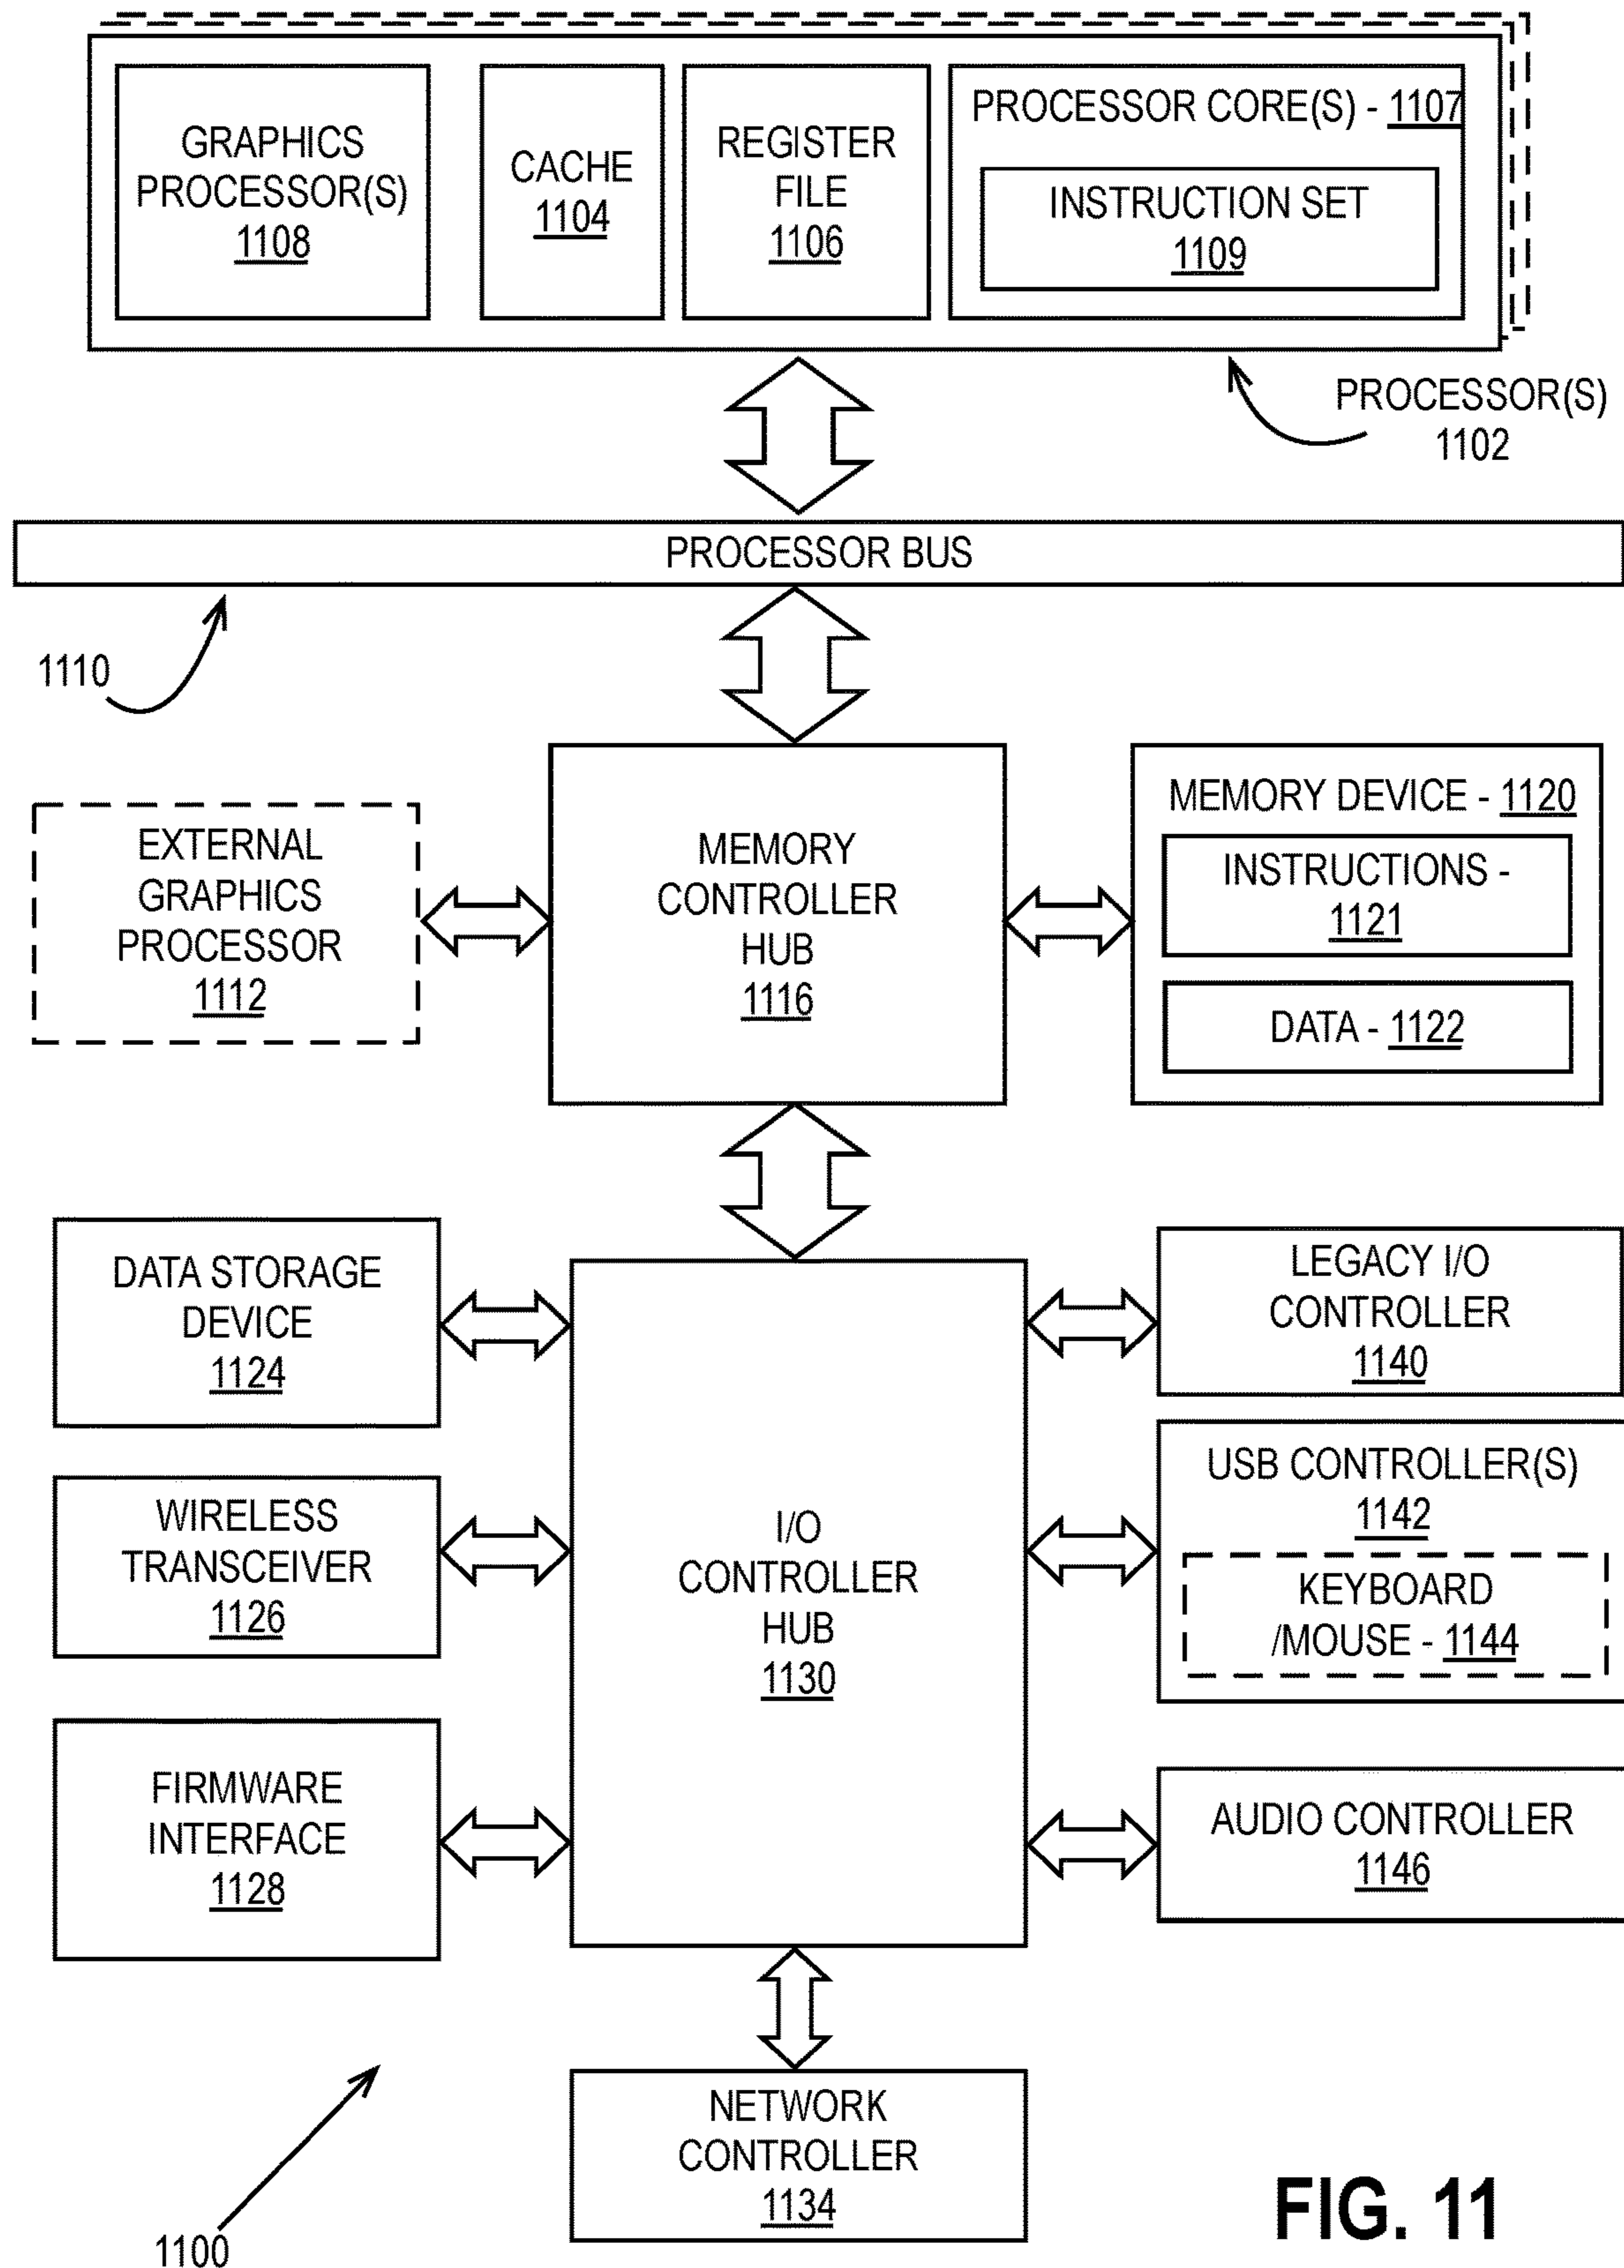 GRAPHICS
PROCESSOR(S)
1108
CACHE
1104
REGISTER
FILE
1106
PROCESSOR CORE(S) - 1107
INSTRUCTION SET
1109
PROCESSOR(S)
1102
PROCESSOR BUS
1110
EXTERNAL
GRAPHICS
PROCESSOR
1112
MEMORY
CONTROLLER
HUB
1116
MEMORY DEVICE - 1120
INSTRUCTIONS -
1121
DATA - 1122
DATA STORAGE
DEVICE
1124
WIRELESS
TRANSCEIVER
1126
FIRMWARE
INTERFACE
1128
I/O
CONTROLLER
HUB
1130
LEGACY I/O
CONTROLLER
1140
USB CONTROLLER(S)
1142
KEYBOARD
/MOUSE - 1144
AUDIO CONTROLLER
1146
NETWORK
CONTROLLER
1134
1100
FIG. 11